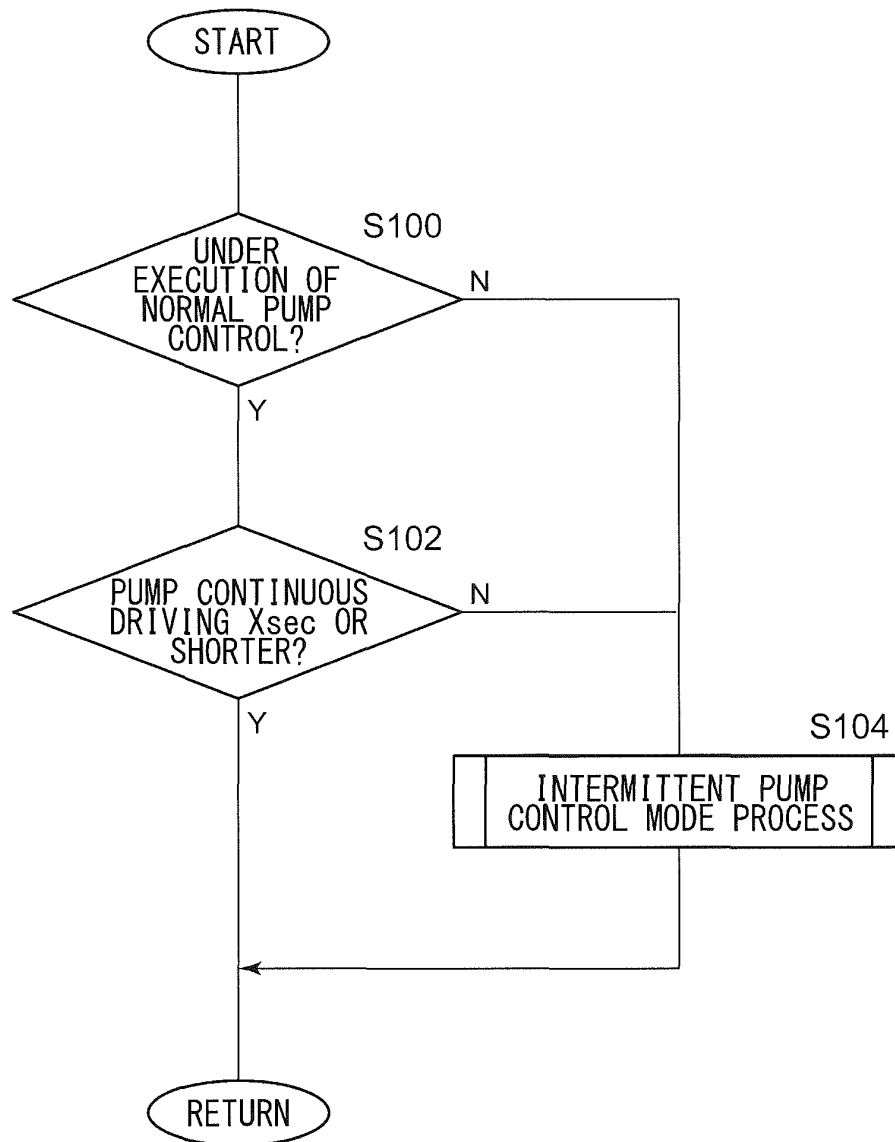 START
S100
UNDER
EXECUTION OF
NORMAL PUMP
CONTROL?
N
Y
S102
PUMP CONTINUOUS
DRIVING Xsec OR
SHORTER?
N
Y
S104
INTERMITTENT PUMP
CONTROL MODE PROCESS
RETURN